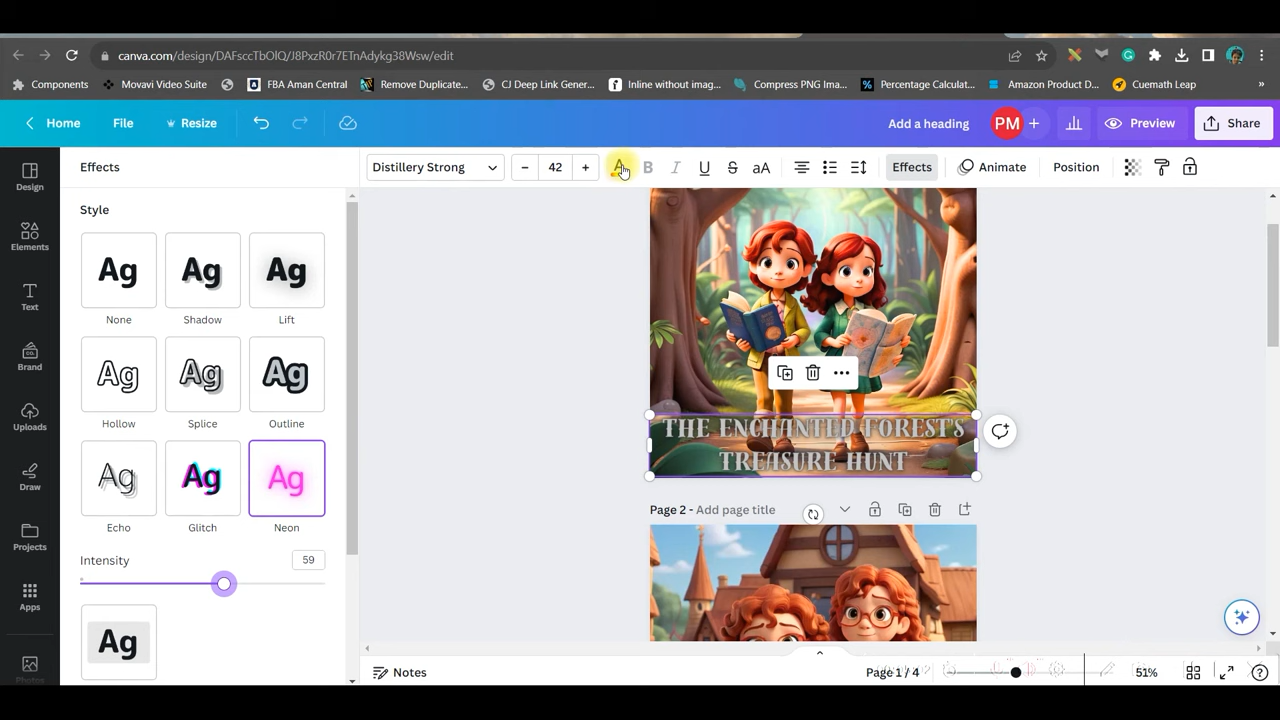 canva.com/design/DAFsccTbOlQ/J8PxzR0r7ETnAdykg38Wsw/edit
Components
Movavi Video Suite
FBA Aman Central
Remove Duplicate...
CJ Deep Link Gener...
Inline without imag...
Compress PNG Ima...
Percentage Calculat...
Amazon Product D...
Cuemath Leap
»
Home
File
Resize
Add a heading
PM
+
Preview
Share
Effects
Distillery Strong
− 42 +
A
B
I
U
S
aA
Effects
Animate
Position
Design
Elements
Text
Brand
Uploads
Draw
Projects
Apps
Photos
Style
Ag Ag Ag
None Shadow Lift
Ag Ag Ag
Hollow Splice Outline
Ag Ag Ag
Echo Glitch Neon
Intensity 59
Ag
THE ENCHANTED FOREST'S
TREASURE HUNT
Page 2 - Add page title
Notes
Page 1 / 4
51%